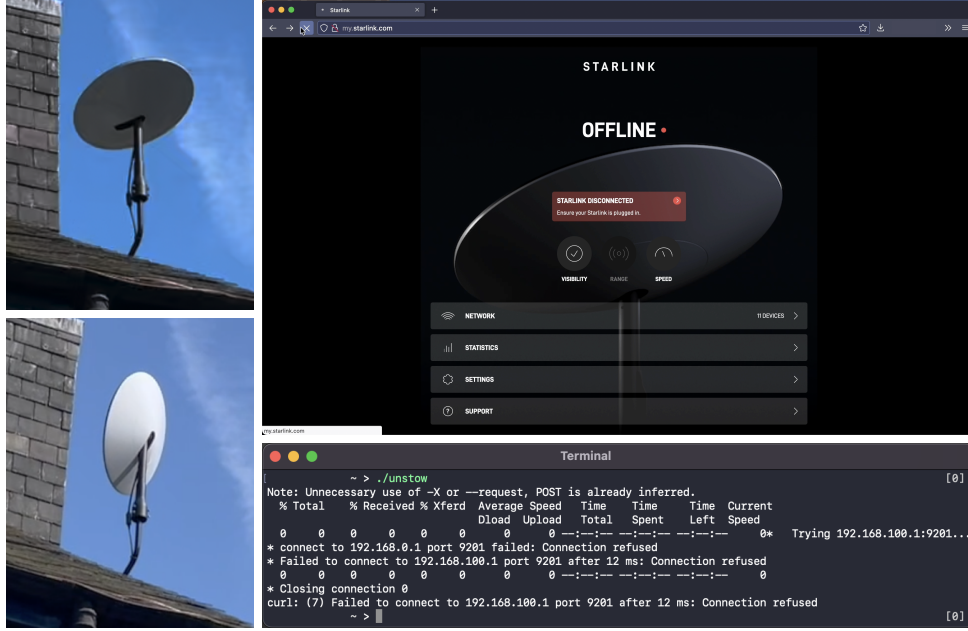 Starlink
my.starlink.com
STARLINK
OFFLINE
STARLINK DISCONNECTED
Ensure your Starlink is plugged in.
VISIBILITY RANGE SPEED
NETWORK 11 DEVICES
STATISTICS
SETTINGS
SUPPORT
my.starlink.com
Terminal
[ ~ > ./unstow [0]
Note: Unnecessary use of -X or --request, POST is already inferred.
% Total % Received % Xferd Average Speed Time Time Time Current
Dload Upload Total Spent Left Speed
0 0 0 0 0 0 0 0 --:--:-- --:--:-- --:--:-- 0* Trying 192.168.100.1:9201...
* connect to 192.168.0.1 port 9201 failed: Connection refused
* Failed to connect to 192.168.100.1 port 9201 after 12 ms: Connection refused
0 0 0 0 0 0 0 0 --:--:-- --:--:-- --:--:-- 0
* Closing connection 0
curl: (7) Failed to connect to 192.168.100.1 port 9201 after 12 ms: Connection refused
~ > [0]